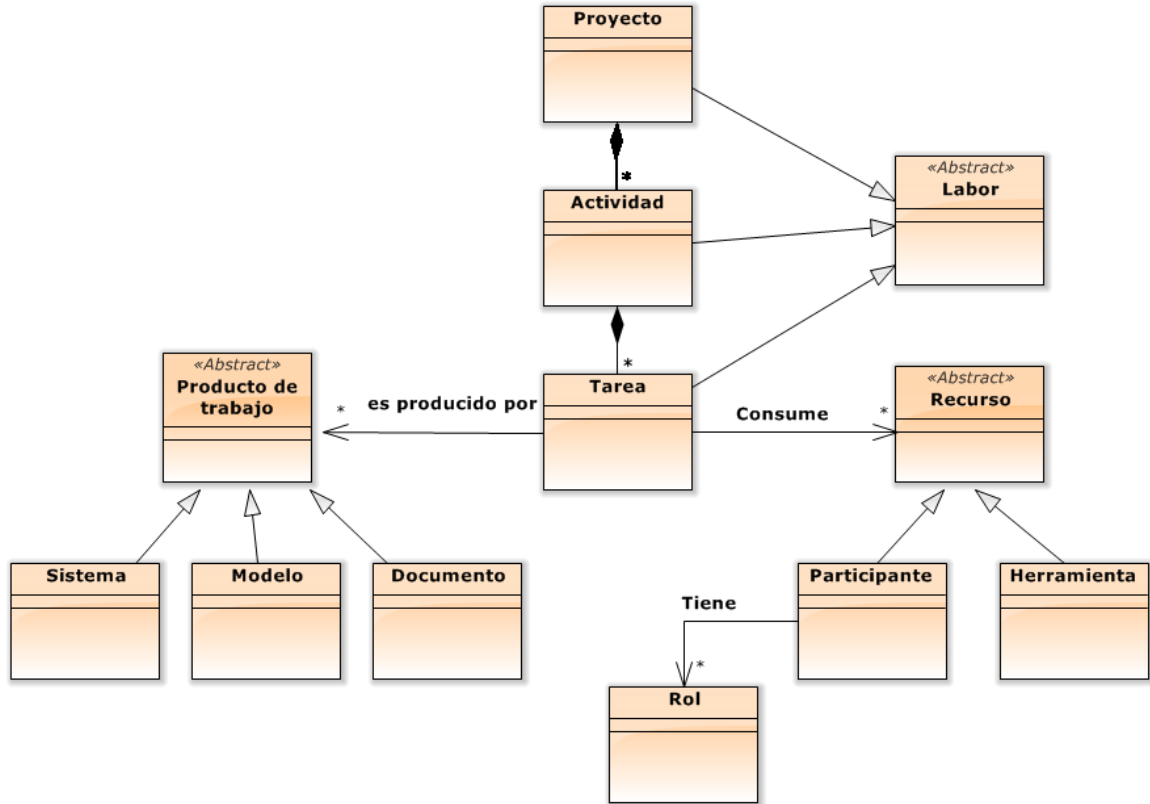 Proyecto
*
«Abstract»
Labor
Actividad
*
«Abstract»
Producto de
trabajo
*
es producido por
Tarea
Consume
*
«Abstract»
Recurso
Sistema
Modelo
Documento
Participante
Herramienta
Tiene
*
Rol